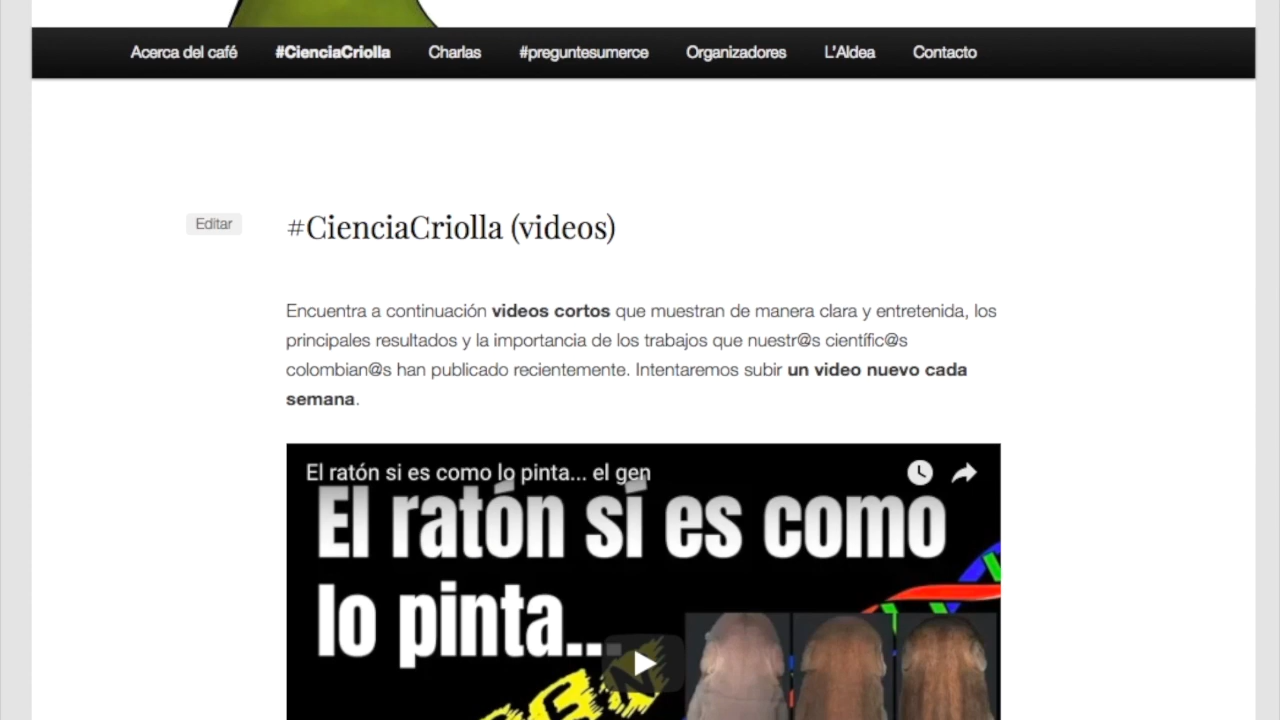 Acerca del café #CienciaCriolla Charlas #preguntesumerce Organizadores L'Aldea Contacto
Editar
#CienciaCriolla (videos)
Encuentra a continuación videos cortos que muestran de manera clara y entretenida, los
principales resultados y la importancia de los trabajos que nuestr@s científic@s
colombian@s han publicado recientemente. Intentaremos subir un video nuevo cada
semana.
El ratón si es como lo pinta... el gen
El ratón sí es como
lo pinta...